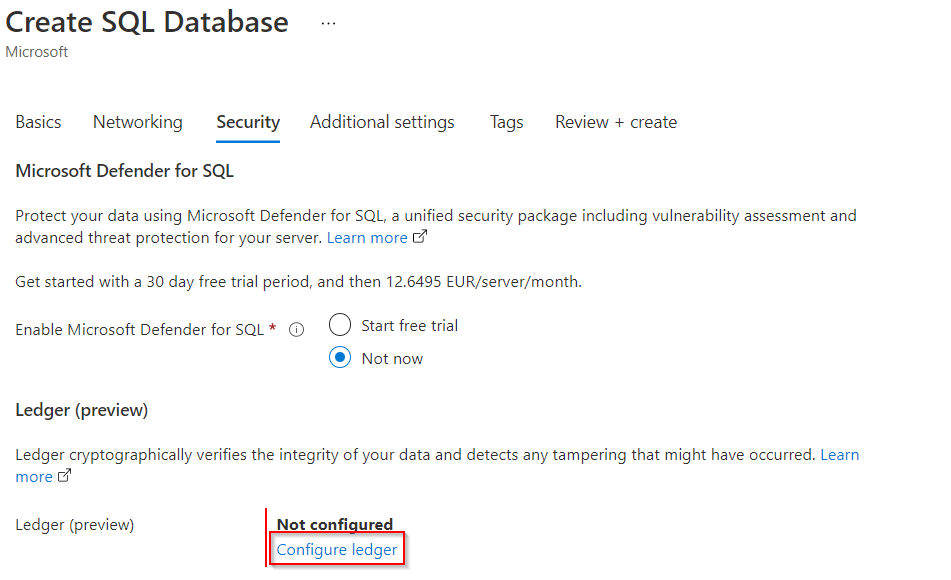 Create SQL Database ...
Microsoft
Basics Networking Security Additional settings Tags Review + create
Microsoft Defender for SQL
Protect your data using Microsoft Defender for SQL, a unified security package including vulnerability assessment and
advanced threat protection for your server. Learn more
Get started with a 30 day free trial period, and then 12.6495 EUR/server/month.
Enable Microsoft Defender for SQL * Start free trial
Not now
Ledger (preview)
Ledger cryptographically verifies the integrity of your data and detects any tampering that might have occurred. Learn
more
Ledger (preview) Not configured
Configure ledger